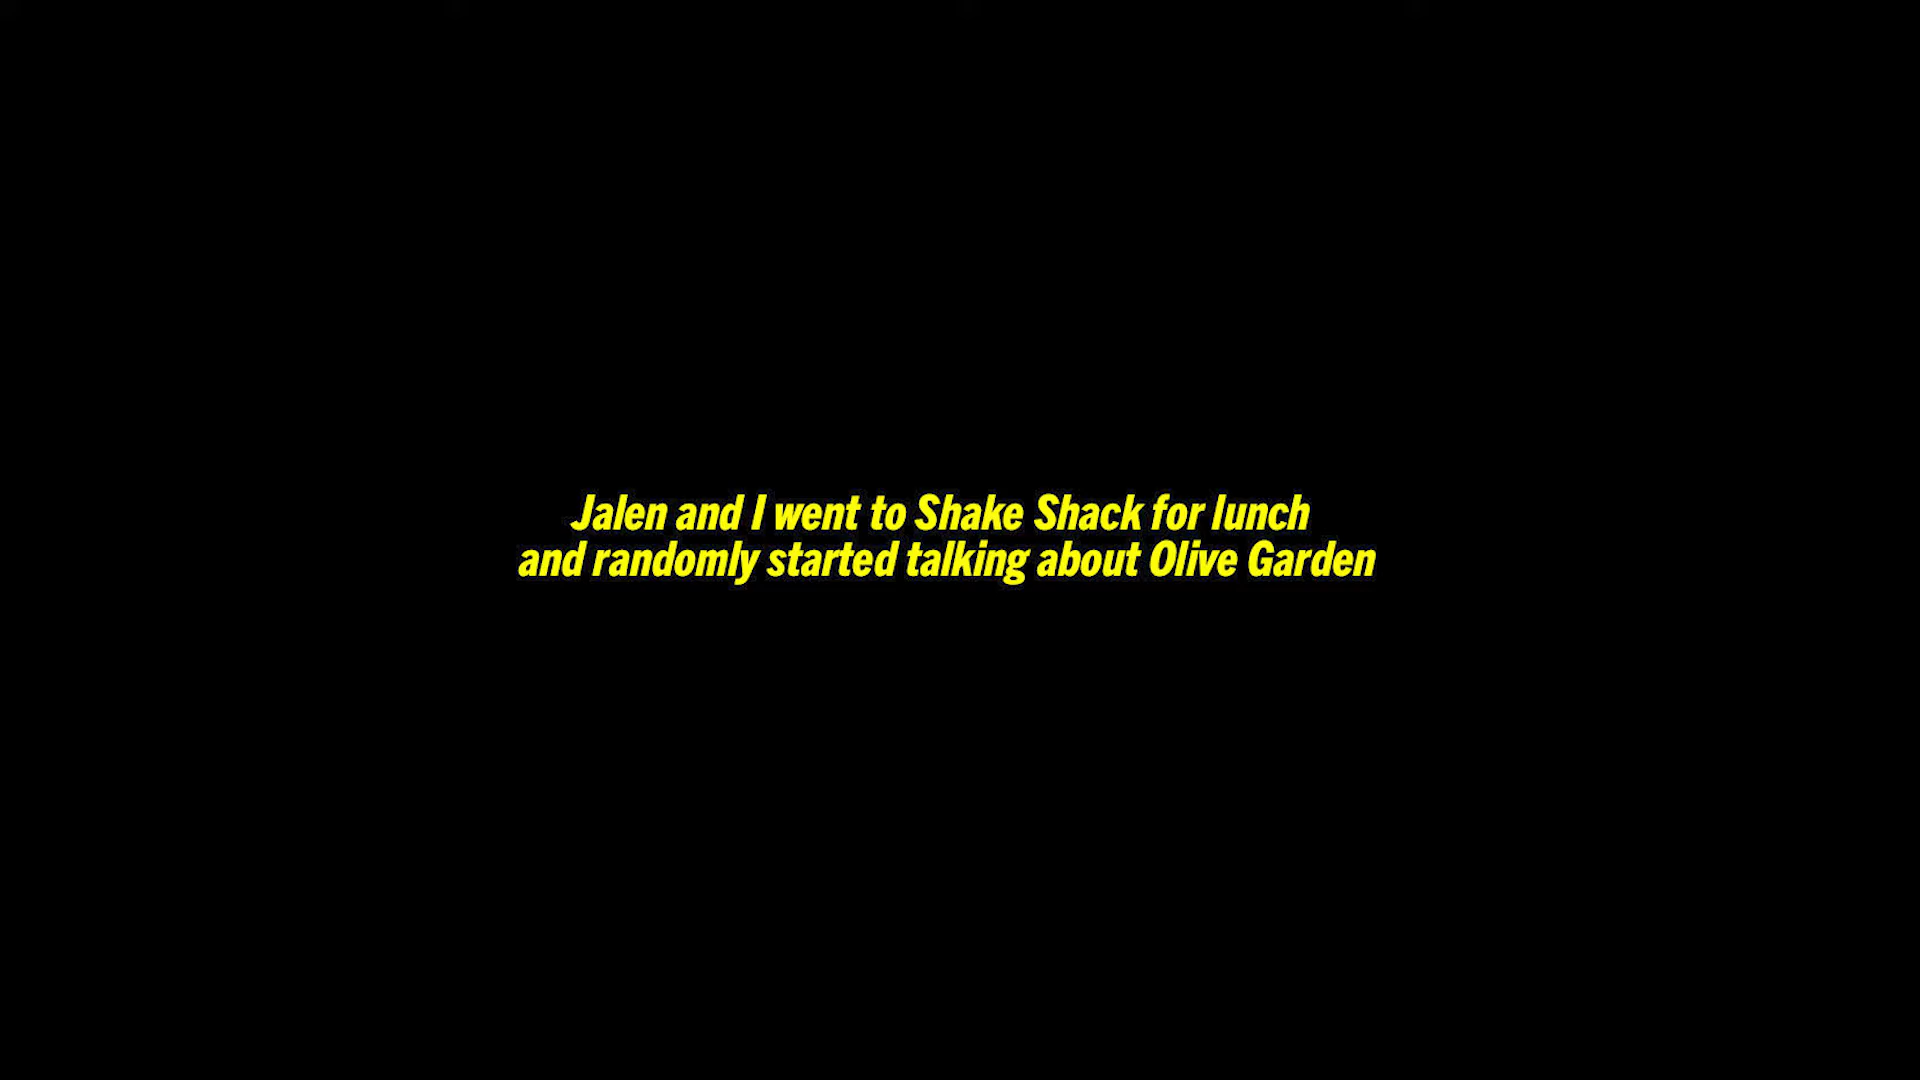 Jalen and I went to Shake Shack for lunch
and randomly started talking about Olive Garden